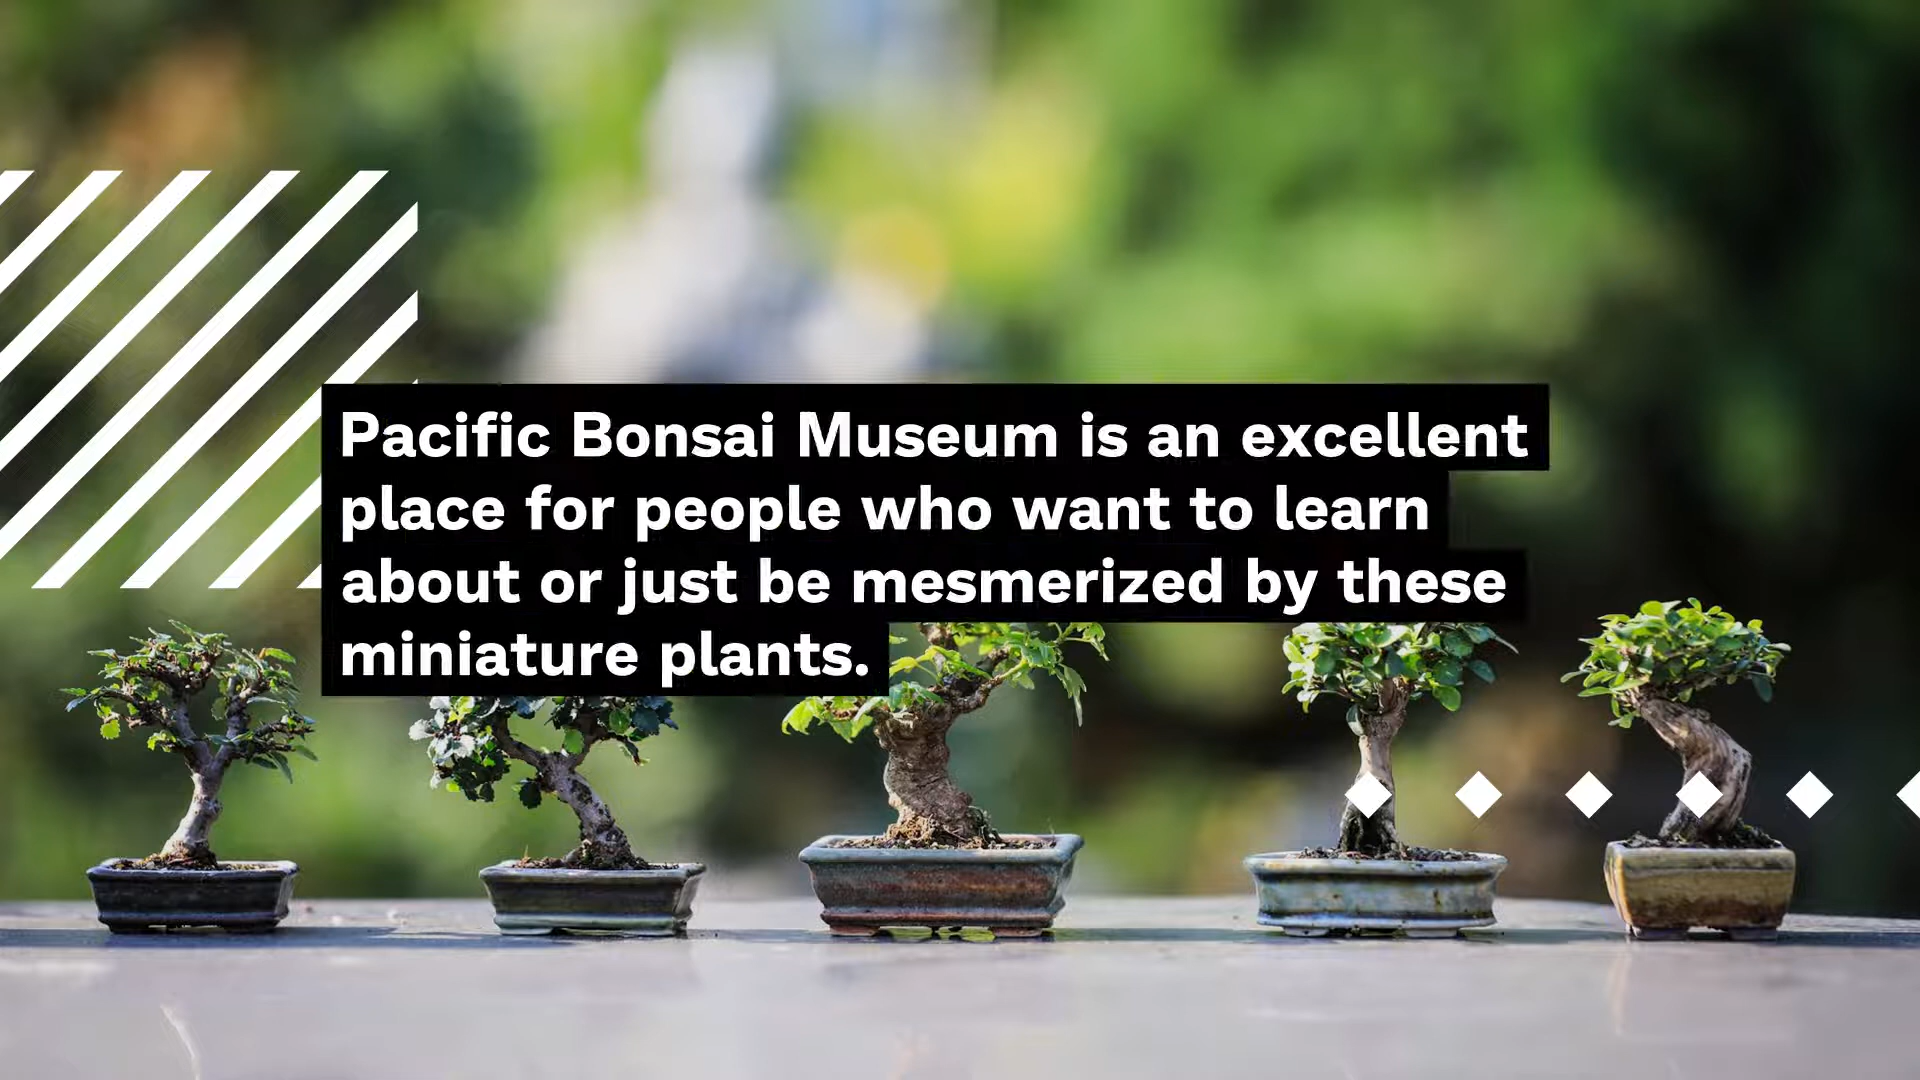 Pacific Bonsai Museum is an excellent
place for people who want to learn
about or just be mesmerized by these
miniature plants.